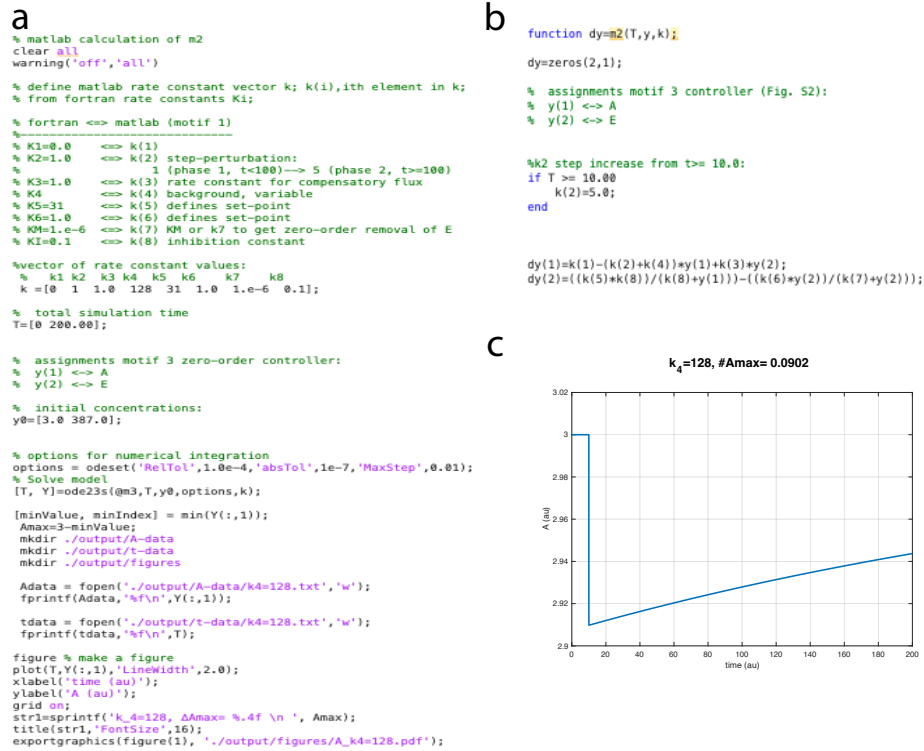 a
% matlab calculation of m2
clear all
warning('off','all')
% define matlab rate constant vector k; k(i),ith element in k;
% from fortran rate constants Ki;
% fortran <=> matlab (motif 1)
%------------------------------
% K1=0.0 <=> k(1)
% K2=1.0 <=> k(2) step-perturbation:
% 1 (phase 1, t<100)--> 5 (phase 2, t>=100)
% K3=1.0 <=> k(3) rate constant for compensatory flux
% K4 <=> k(4) background, variable
% K5=31 <=> k(5) defines set-point
% K6=1.0 <=> k(6) defines set-point
% KM=1.e-6 <=> k(7) KM or k7 to get zero-order removal of E
% KI=0.1 <=> k(8) inhibition constant
%vector of rate constant values:
% k1 k2 k3 k4 k5 k6 k7 k8
k =[0 1 1.0 128 31 1.0 1.e-6 0.1];
% total simulation time
T=[0 200.00];
% assignments motif 3 zero-order controller:
% y(1) <-> A
% y(2) <-> E
% initial concentrations:
y0=[3.0 387.0];
% options for numerical integration
options = odeset('RelTol',1.0e-4,'absTol',1e-7,'MaxStep',0.01);
% Solve model
[T, Y]=ode23s(@m3,T,y0,options,k);
[minValue, minIndex] = min(Y(:,1));
Amax=3-minValue;
mkdir ./output/A-data
mkdir ./output/t-data
mkdir ./output/figures
Adata = fopen('./output/A-data/k4=128.txt','w');
fprintf(Adata,'%f\n',Y(:,1));
tdata = fopen('./output/t-data/k4=128.txt','w');
fprintf(tdata,'%f\n',T);
figure % make a figure
plot(T,Y(:,1),'LineWidth',2.0);
xlabel('time (au)');
ylabel('A (au)');
grid on;
str1=sprintf('k_4=128, ΔAmax= %.4f \n ', Amax);
title(str1,'FontSize',16);
exportgraphics(figure(1), './output/figures/A_k4=128.pdf');
b
function dy=m2(T,y,k);
dy=zeros(2,1);
% assignments motif 3 controller (Fig. S2):
% y(1) <-> A
% y(2) <-> E
%k2 step increase from t>= 10.0:
if T >= 10.00
k(2)=5.0;
end
dy(1)=k(1)-(k(2)+k(4))*y(1)+k(3)*y(2);
dy(2)=((k(5)*k(8))/(k(8)+y(1)))-((k(6)*y(2))/(k(7)+y(2)));
c
k4=128, #Amax= 0.0902
3.02
3
2.98
2.96
2.94
2.92
2.9
A (au)
0 20 40 60 80 100 120 140 160 180 200
time (au)